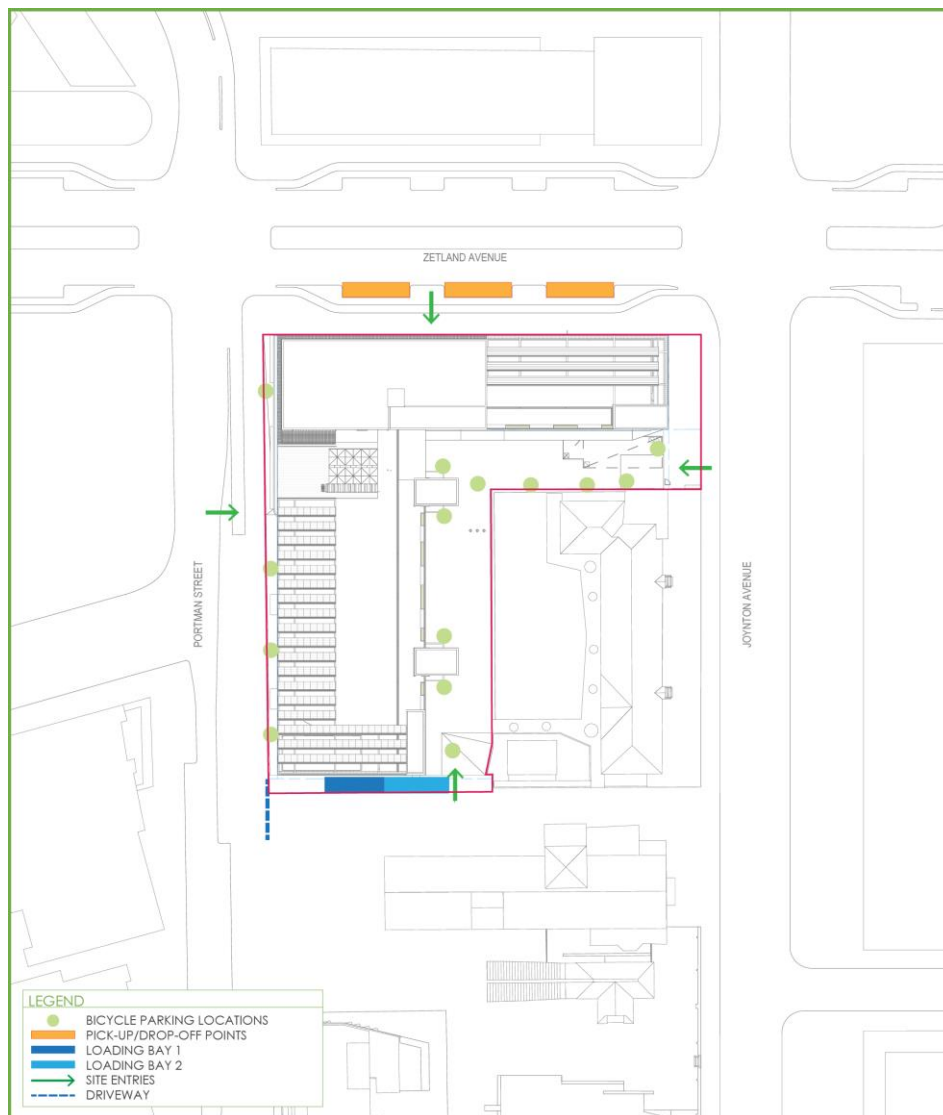 ZETLAND AVENUE
PORTMAN STREET
JOYNTON AVENUE
LEGEND
BICYCLE PARKING LOCATIONS
PICK-UP/DROP-OFF POINTS
LOADING BAY 1
LOADING BAY 2
SITE ENTRIES
DRIVEWAY